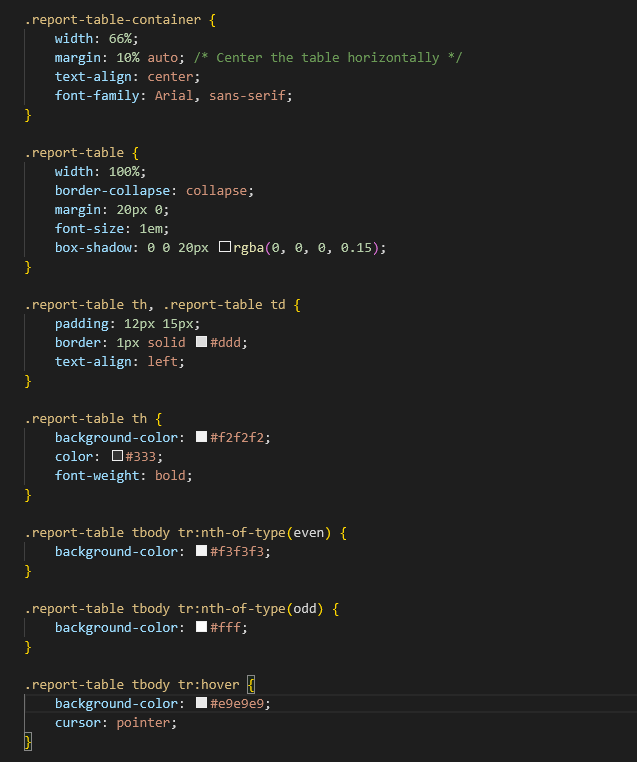 .report-table-container {
    width: 66%;
    margin: 10% auto; /* Center the table horizontally */
    text-align: center;
    font-family: Arial, sans-serif;
}

.report-table {
    width: 100%;
    border-collapse: collapse;
    margin: 20px 0;
    font-size: 1em;
    box-shadow: 0 0 20px rgba(0, 0, 0, 0.15);
}

.report-table th, .report-table td {
    padding: 12px 15px;
    border: 1px solid #ddd;
    text-align: left;
}

.report-table th {
    background-color: #f2f2f2;
    color: #333;
    font-weight: bold;
}

.report-table tbody tr:nth-of-type(even) {
    background-color: #f3f3f3;
}

.report-table tbody tr:nth-of-type(odd) {
    background-color: #fff;
}

.report-table tbody tr:hover {
    background-color: #e9e9e9;
    cursor: pointer;
}